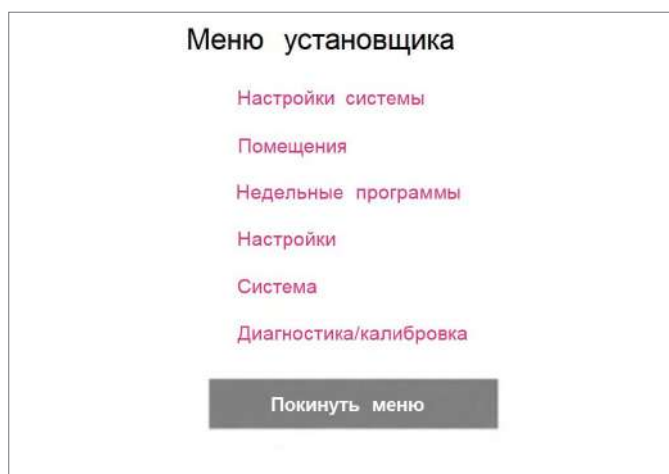 Меню установщика
Настройки системы
Помещения
Недельные программы
Настройки
Система
Диагностика/калибровка
Покинуть меню